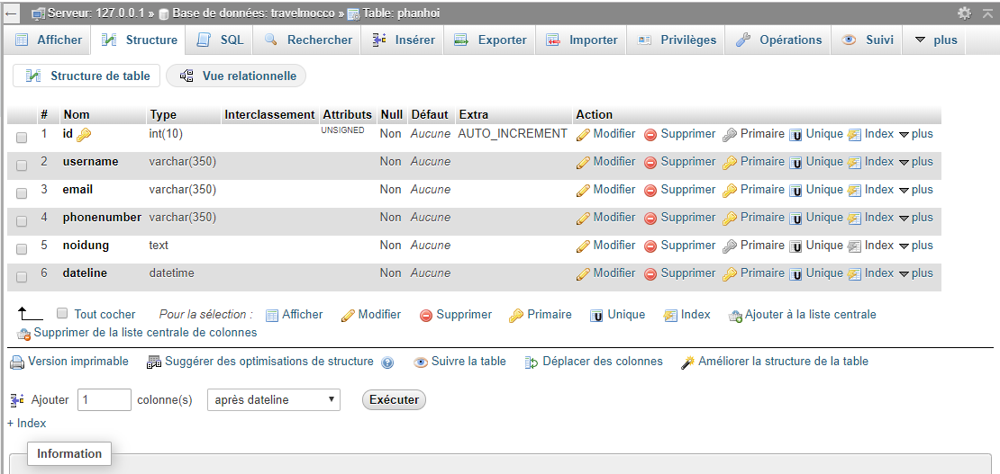 Serveur: 127.0.0.1 » Base de données: travelmocco » Table: phanhoi
Afficher Structure SQL Rechercher Insérer Exporter Importer Privilèges Opérations Suivi plus
Structure de table Vue relationnelle
# Nom Type Interclassement Attributs Null Défaut Extra Action
1 id int(10) UNSIGNED Non Aucune AUTO_INCREMENT Modifier Supprimer Primaire Unique Index plus
2 username varchar(350) Non Aucune Modifier Supprimer Primaire Unique Index plus
3 email varchar(350) Non Aucune Modifier Supprimer Primaire Unique Index plus
4 phonenumber varchar(350) Non Aucune Modifier Supprimer Primaire Unique Index plus
5 noidung text Non Aucune Modifier Supprimer Primaire Unique Index plus
6 dateline datetime Non Aucune Modifier Supprimer Primaire Unique Index plus
Tout cocher Pour la sélection : Afficher Modifier Supprimer Primaire Unique Index Ajouter à la liste centrale
Supprimer de la liste centrale de colonnes
Version imprimable Suggérer des optimisations de structure Suivre la table Déplacer des colonnes Améliorer la structure de la table
Ajouter 1 colonne(s) après dateline Exécuter
+ Index
Information